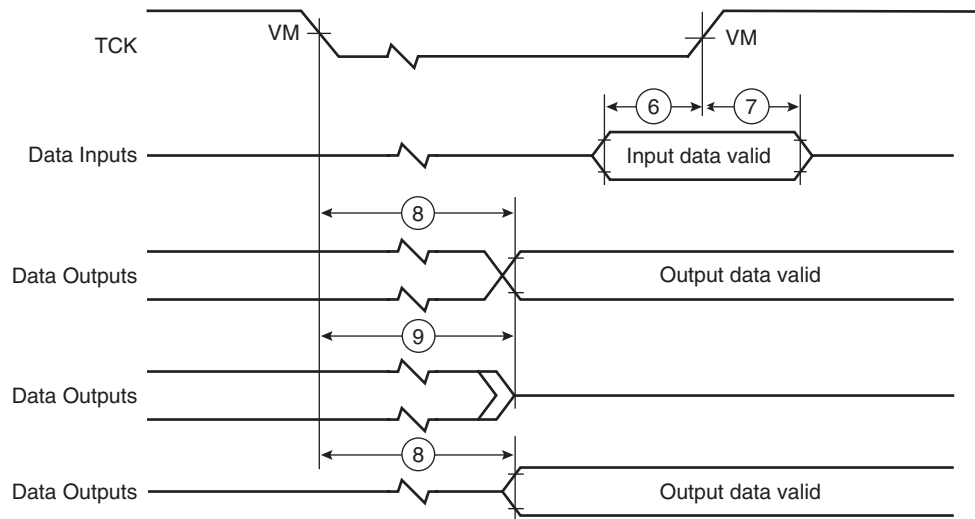 TCK
VM
VM
6
7
Data Inputs
Input data valid
8
Data Outputs
Output data valid
9
Data Outputs
8
Data Outputs
Output data valid